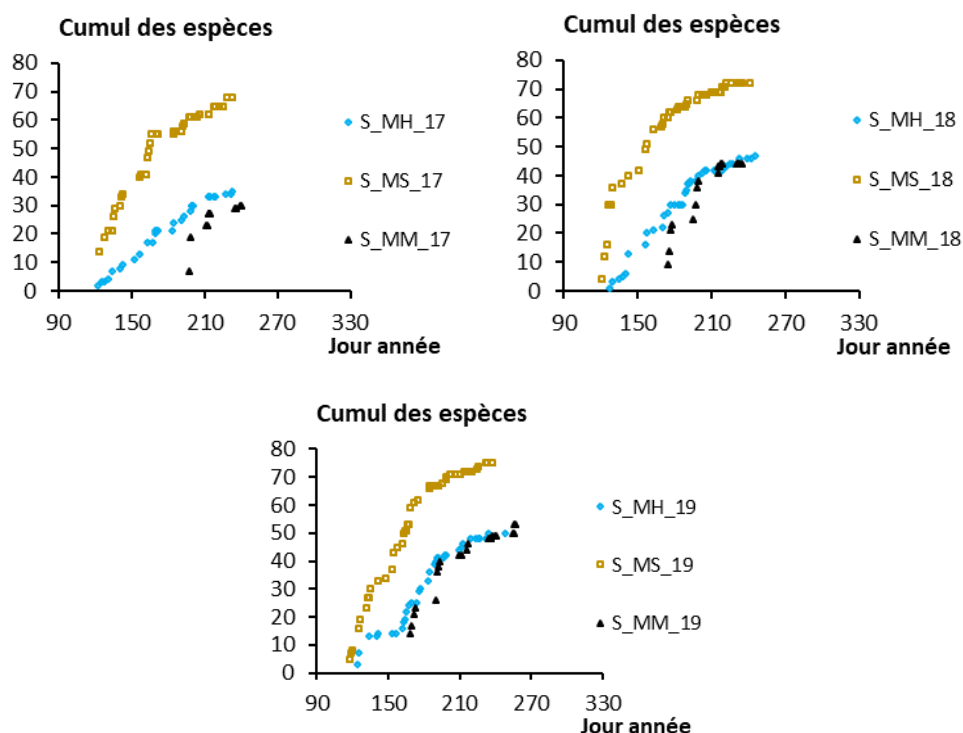 Cumul des espèces
80
70
60
50
40
30
20
10
0
90 150 210 270 330
Jour année
S_MH_17
S_MS_17
S_MM_17
Cumul des espèces
80
70
60
50
40
30
20
10
0
90 150 210 270 330
Jour année
S_MH_18
S_MS_18
S_MM_18
Cumul des espèces
80
70
60
50
40
30
20
10
0
90 150 210 270 330
Jour année
S_MH_19
S_MS_19
S_MM_19